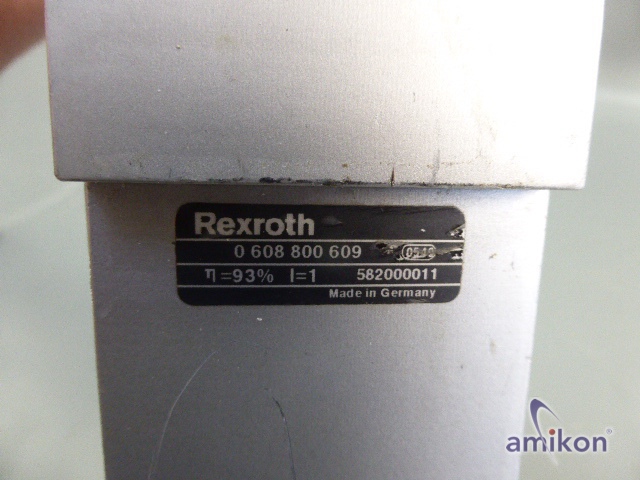 Rexroth
0 608 800 609
η=93% I=1 582000011
Made in Germany
amikon®